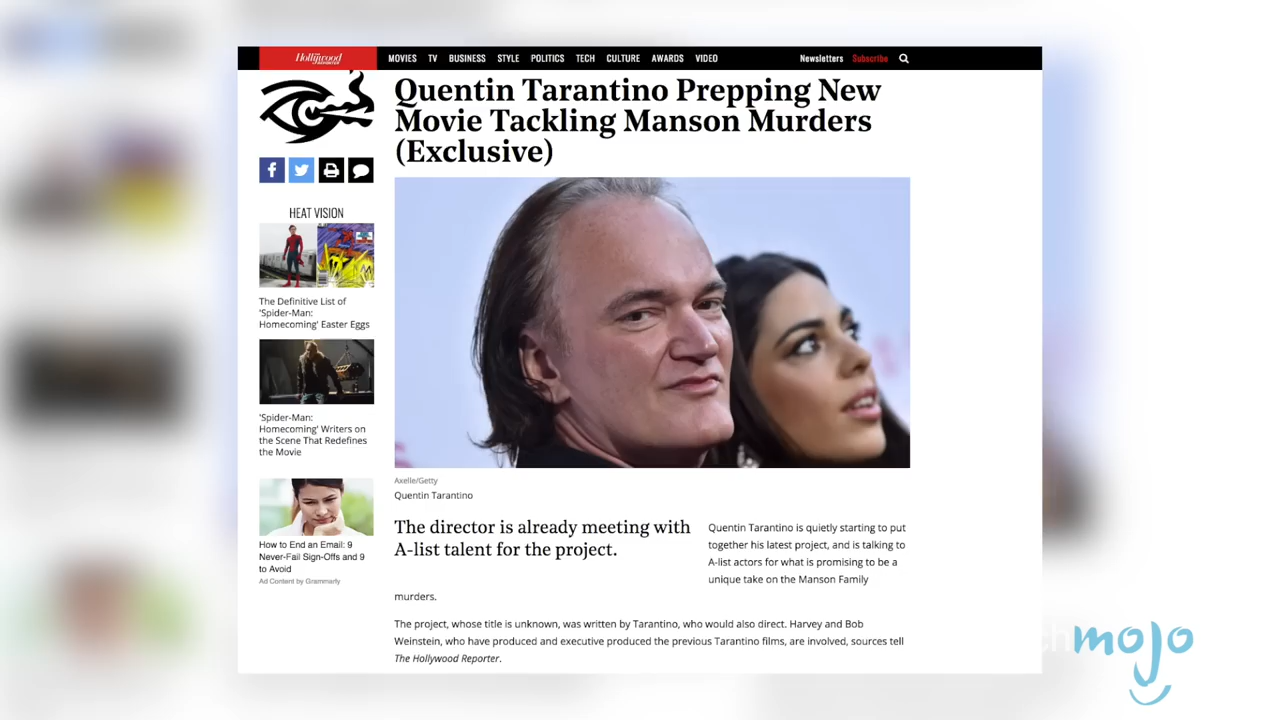 The Hollywood REPORTER
MOVIES TV BUSINESS STYLE POLITICS TECH CULTURE AWARDS VIDEO
Newsletters Subscribe
Quentin Tarantino Prepping New
Movie Tackling Manson Murders
(Exclusive)
HEAT VISION
The Definitive List of
'Spider-Man:
Homecoming' Easter Eggs
'Spider-Man:
Homecoming' Writers on
the Scene That Redefines
the Movie
How to End an Email: 9
Never-Fail Sign-Offs and 9
to Avoid
Ad Content by Grammarly
Axelle/Getty
Quentin Tarantino
The director is already meeting with
A-list talent for the project.
Quentin Tarantino is quietly starting to put
together his latest project, and is talking to
A-list actors for what is promising to be a
unique take on the Manson Family
murders.
The project, whose title is unknown, was written by Tarantino, who would also direct. Harvey and Bob
Weinstein, who have produced and executive produced the previous Tarantino films, are involved, sources tell
The Hollywood Reporter.
mojo